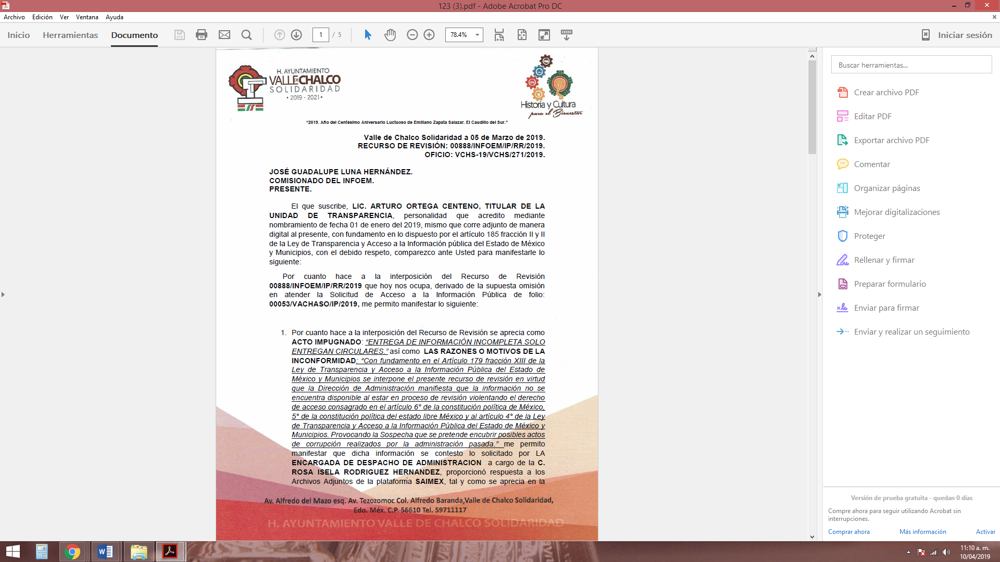 123 (3).pdf - Adobe Acrobat Pro DC
Archivo Edición Ver Ventana Ayuda
Inicio Herramientas Documento 1 / 5 78.4% Iniciar sesión
H. AYUNTAMIENTO
VALLE DE CHALCO
SOLIDARIDAD
• 2019 - 2021 •
Historia y Cultura
para el Bienestar
“2019. Año del Centésimo Aniversario Luctuoso de Emiliano Zapata Salazar. El Caudillo del Sur.”
Valle de Chalco Solidaridad a 05 de Marzo de 2019.
RECURSO DE REVISIÓN: 00888/INFOEM/IP/RR/2019.
OFICIO: VCHS-19/VCHS/271/2019.
JOSÉ GUADALUPE LUNA HERNÁNDEZ.
COMISIONADO DEL INFOEM.
PRESENTE.
El que suscribe, LIC. ARTURO ORTEGA CENTENO, TITULAR DE LA
UNIDAD DE TRANSPARENCIA, personalidad que acredito mediante
nombramiento de fecha 01 de enero del 2019, mismo que corre adjunto de manera
digital al presente, con fundamento en lo dispuesto por el artículo 185 fracción II y II
de la Ley de Transparencia y Acceso a la Información pública del Estado de México
y Municipios, con el debido respeto, comparezco ante Usted para manifestarle lo
siguiente:
Por cuanto hace a la interposición del Recurso de Revisión
00888/INFOEM/IP/RR/2019 que hoy nos ocupa, derivado de la supuesta omisión
en atender la Solicitud de Acceso a la Información Pública de folio:
00053/VACHASO/IP/2019, me permito manifestar lo siguiente:
1. Por cuanto hace a la interposición del Recurso de Revisión se aprecia como
ACTO IMPUGNADO: “ENTREGA DE INFORMACIÓN INCOMPLETA SOLO
ENTREGAN CIRCULARES.” así como LAS RAZONES O MOTIVOS DE LA
INCONFORMIDAD: “Con fundamento en el Artículo 179 fracción XIII de la
Ley de Transparencia y Acceso a la Información Pública del Estado de
México y Municipios se interpone el presente recurso de revisión en virtud
que la Dirección de Administración manifiesta que la información no se
encuentra disponible al estar en proceso de revisión violentando el derecho
de acceso consagrado en el artículo 6° de la constitución política de México,
5° de la constitución política del estado libre México y al artículo 4° de la Ley
de Transparencia y Acceso a la Información Pública del Estado de México y
Municipios. Provocando la Sospecha que se pretende encubrir posibles actos
de corrupción realizados por la administración pasada.” me permito
manifestar que dicha información se contesto lo solicitado por LA
ENCARGADA DE DESPACHO DE ADMINISTRACION a cargo de la C.
ROSA ISELA RODRIGUEZ HERNANDEZ, proporcionó respuesta a los
Archivos Adjuntos de la plataforma SAIMEX, tal y como se aprecia en la
Av. Alfredo del Mazo esq. Av. Tezozomoc Col. Alfredo Baranda,Valle de Chalco Solidaridad,
Edo. Méx. C.P. 56610 Tel. 59711117
H. AYUNTAMIENTO VALLE DE CHALCO SOLIDARIDAD
Buscar herramientas...
Crear archivo PDF
Editar PDF
Exportar archivo PDF
Comentar
Organizar páginas
Mejorar digitalizaciones
Proteger
Rellenar y firmar
Preparar formulario
Enviar para firmar
Enviar y realizar un seguimiento
Versión de prueba gratuita - quedan 0 días
Compre ahora para seguir utilizando Acrobat sin
interrupciones.
Comprar ahora Más información Activar
11:10 a. m.
10/04/2019